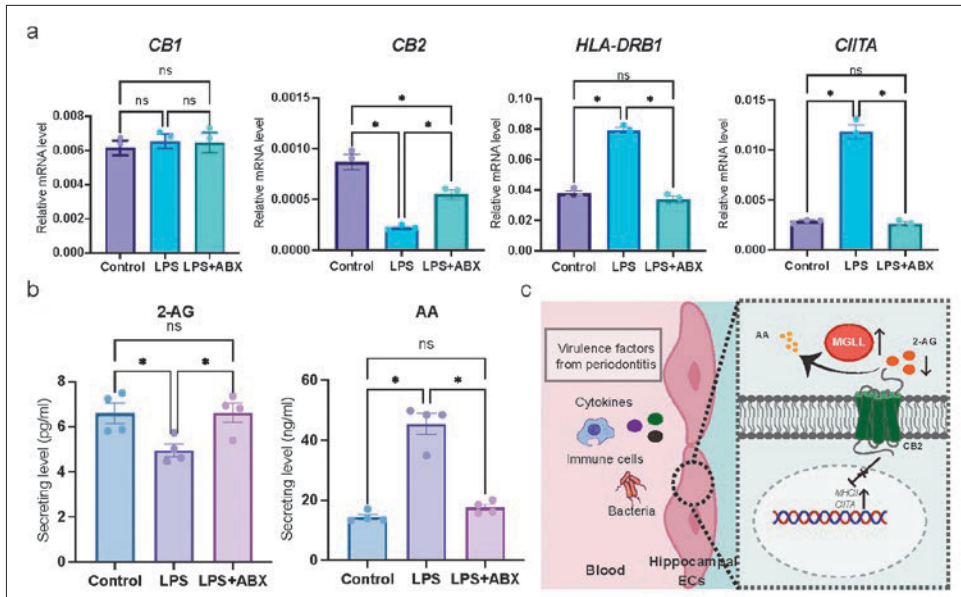 a
CB1
ns
ns
ns
Relative mRNA level
0.008
0.006
0.004
0.002
0.000
Control
LPS
LPS+ABX
CB2
*
*
*
Relative mRNA level
0.0015
0.0010
0.0005
0.0000
Control
LPS
LPS+ABX
HLA-DRB1
ns
*
*
Relative mRNA level
0.10
0.08
0.06
0.04
0.02
0.00
Control
LPS
LPS+ABX
CIITA
ns
*
*
Relative mRNA level
0.015
0.010
0.005
0.000
Control
LPS
LPS+ABX
b
2-AG
ns
*
*
Secreting level (pg/ml)
8
6
4
2
0
Control
LPS
LPS+ABX
AA
ns
*
*
Secreting level (ng/ml)
60
40
20
0
Control
LPS
LPS+ABX
c
Virulence factors
from periodontitis
Cytokines
Immune cells
Bacteria
Blood
Hippocampal
ECs
AA
MGLL
2-AG
CB2
MHCII
CIITA